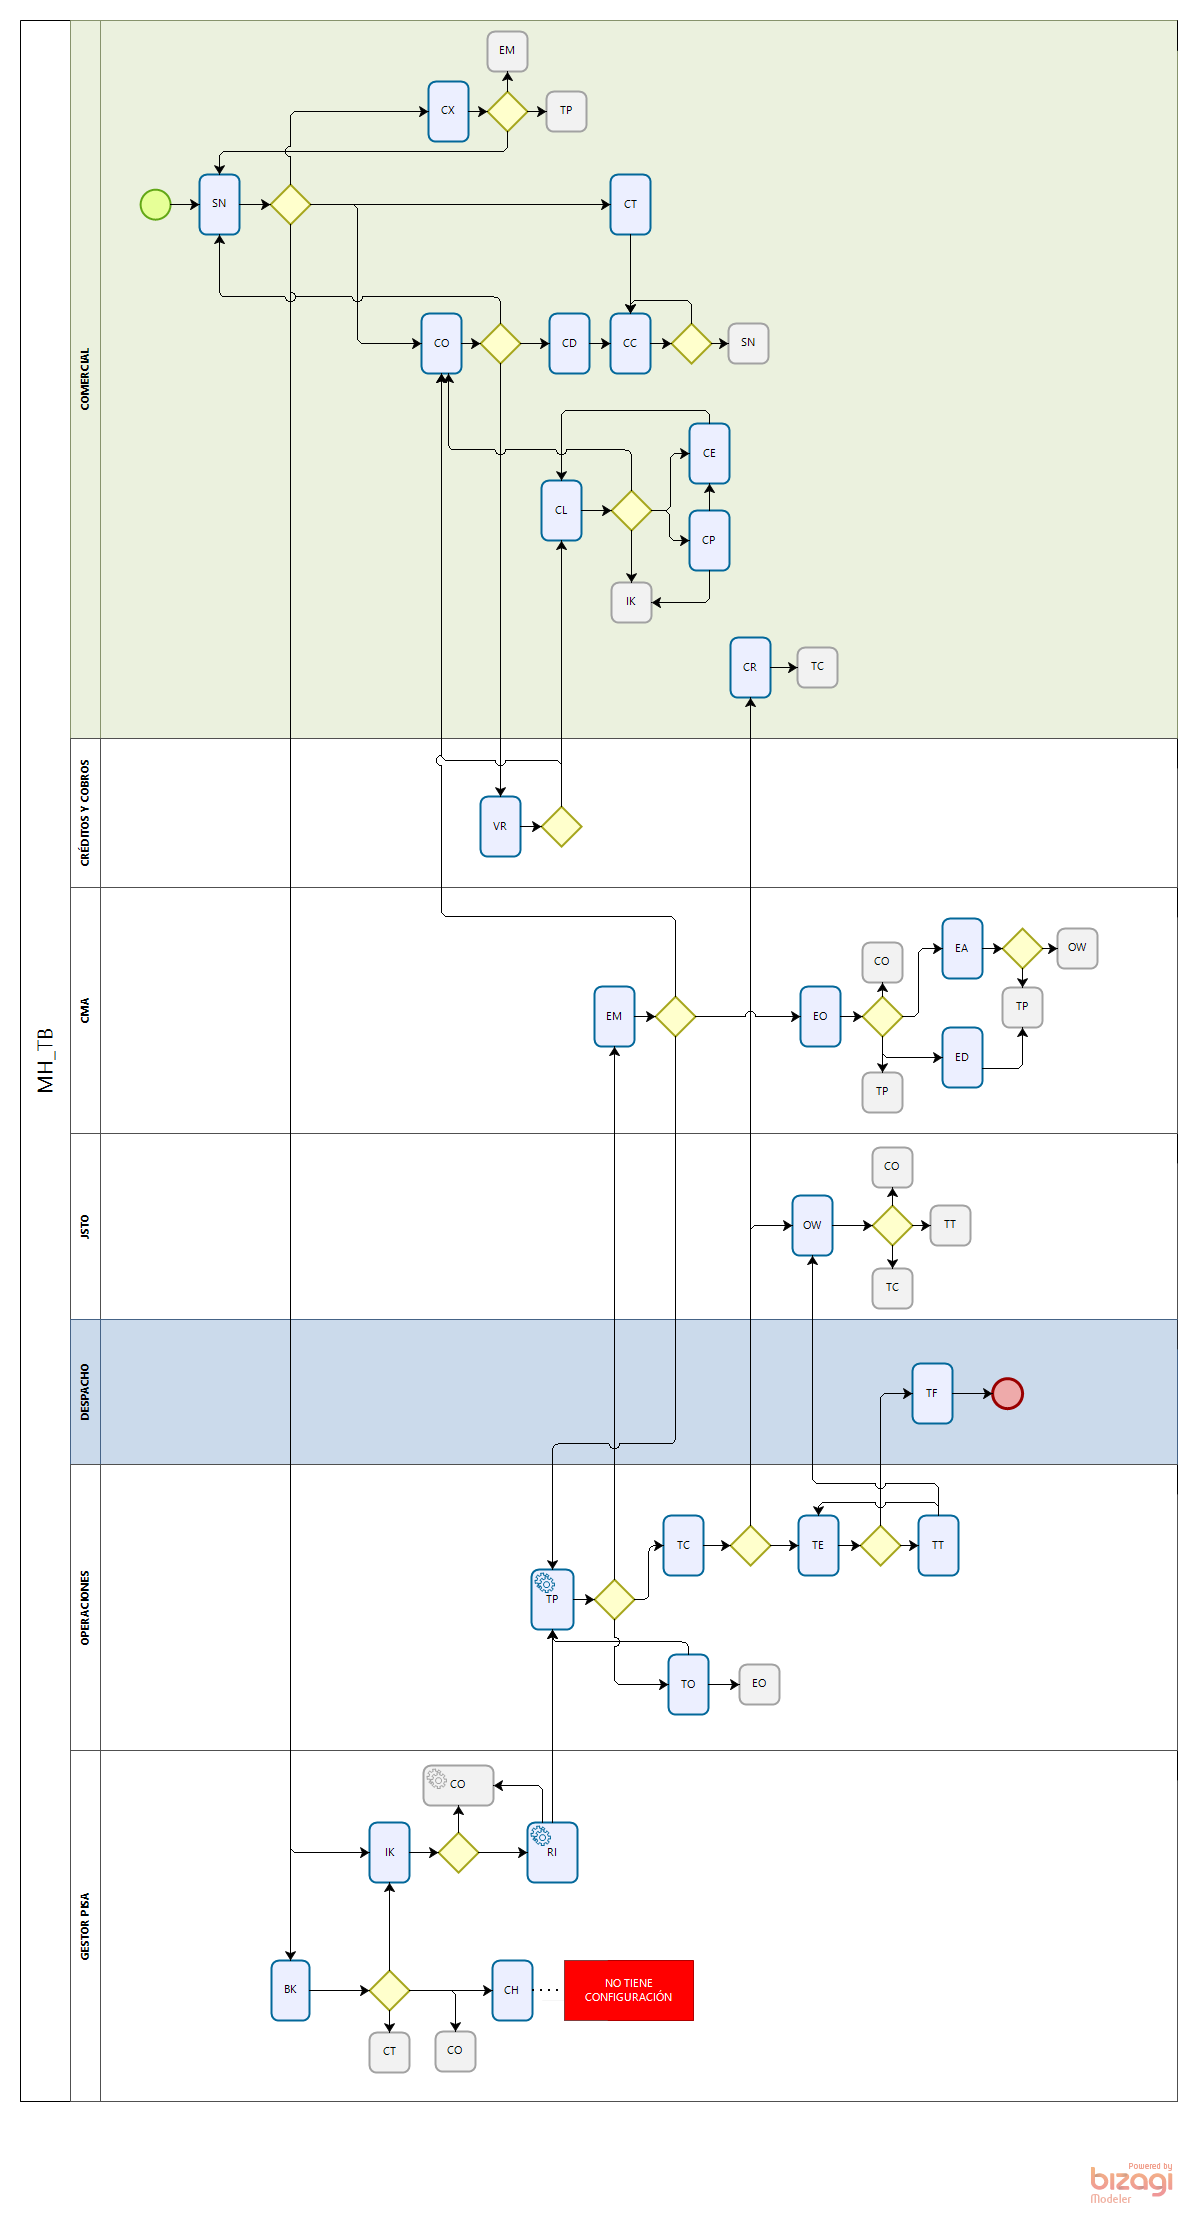 MH_TB
COMERCIAL
EM
CX
TP
SN
CT
CO
CD
CC
SN
CE
CL
CP
IK
CR
TC
CRÉDITOS Y COBROS
VR
CMA
EA
OW
CO
EM
EO
TP
ED
TP
JSTO
CO
OW
TT
TC
DESPACHO
TF
OPERACIONES
TC
TE
TT
TP
TO
EO
GESTOR PISA
CO
IK
RI
BK
CH
NO TIENE
CONFIGURACIÓN
CT
CO
Powered by
bizagi
Modeler